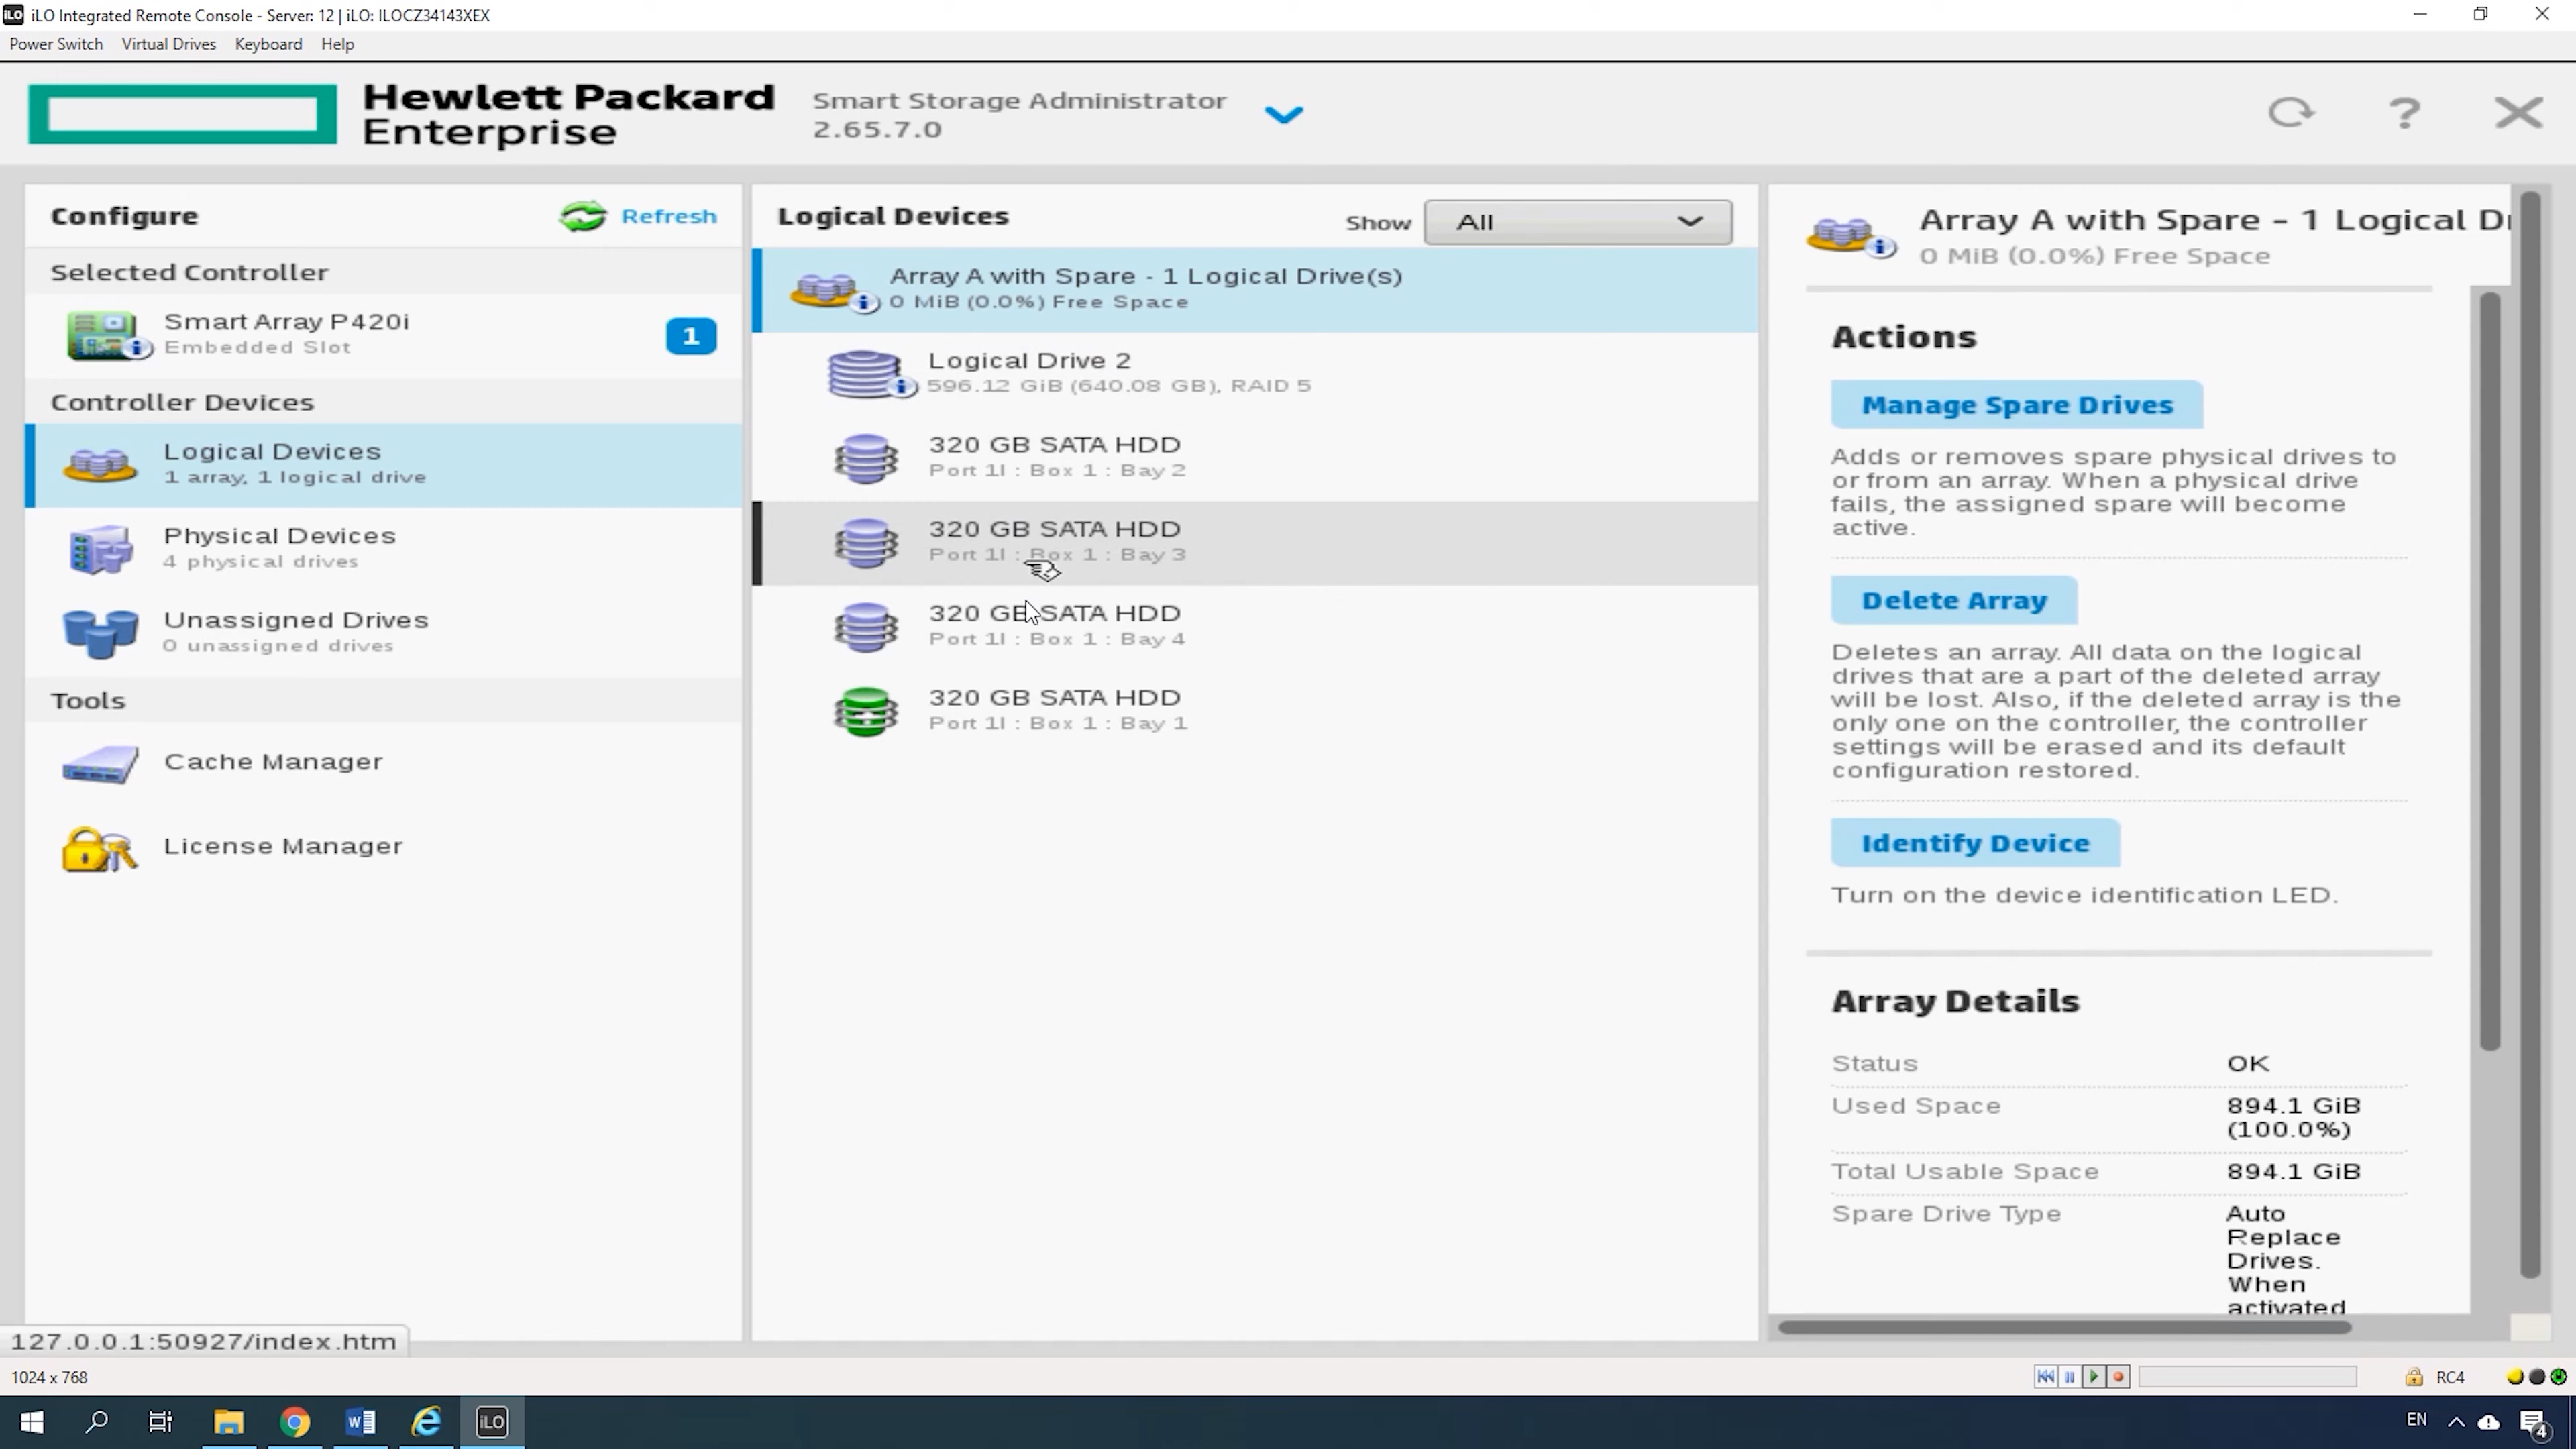 iLO Integrated Remote Console - Server: 12 | iLO: ILOCZ34143XEX
Power Switch Virtual Drives Keyboard Help
Hewlett Packard
Enterprise
Smart Storage Administrator
2.65.7.0
Configure
Refresh
Selected Controller
Smart Array P420i
Embedded Slot
1
Controller Devices
Logical Devices
1 array, 1 logical drive
Physical Devices
4 physical drives
Unassigned Drives
0 unassigned drives
Tools
Cache Manager
License Manager
Logical Devices
Show
All
Array A with Spare - 1 Logical Drive(s)
0 MiB (0.0%) Free Space
Logical Drive 2
596.12 GiB (640.08 GB), RAID 5
320 GB SATA HDD
Port 1I : Box 1 : Bay 2
320 GB SATA HDD
Port 1I : Box 1 : Bay 3
320 GB SATA HDD
Port 1I : Box 1 : Bay 4
320 GB SATA HDD
Port 1I : Box 1 : Bay 1
Array A with Spare - 1 Logical
0 MiB (0.0%) Free Space
Actions
Manage Spare Drives
Adds or removes spare physical drives to
or from an array. When a physical drive
fails, the assigned spare will become
active.
Delete Array
Deletes an array. All data on the logical
drives that are a part of the deleted array
will be lost. Also, if the deleted array is the
only one on the controller, the controller
settings will be erased and its default
configuration restored.
Identify Device
Turn on the device identification LED.
Array Details
Status OK
Used Space 894.1 GiB
(100.0%)
Total Usable Space 894.1 GiB
Spare Drive Type Auto
Replace
Drives.
When
activated
127.0.0.1:50927/index.htm
1024 x 768
RC4
iLO
EN
4